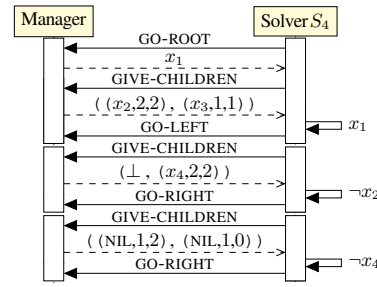 Manager Solver S₄
GO-ROOT
x₁
GIVE-CHILDREN
((x₂,2,2), (x₃,1,1))
GO-LEFT
x₁
GIVE-CHILDREN
(⊥, (x₄,2,2))
GO-RIGHT
¬x₂
GIVE-CHILDREN
((NIL,1,2), (NIL,1,0))
GO-RIGHT
¬x₄